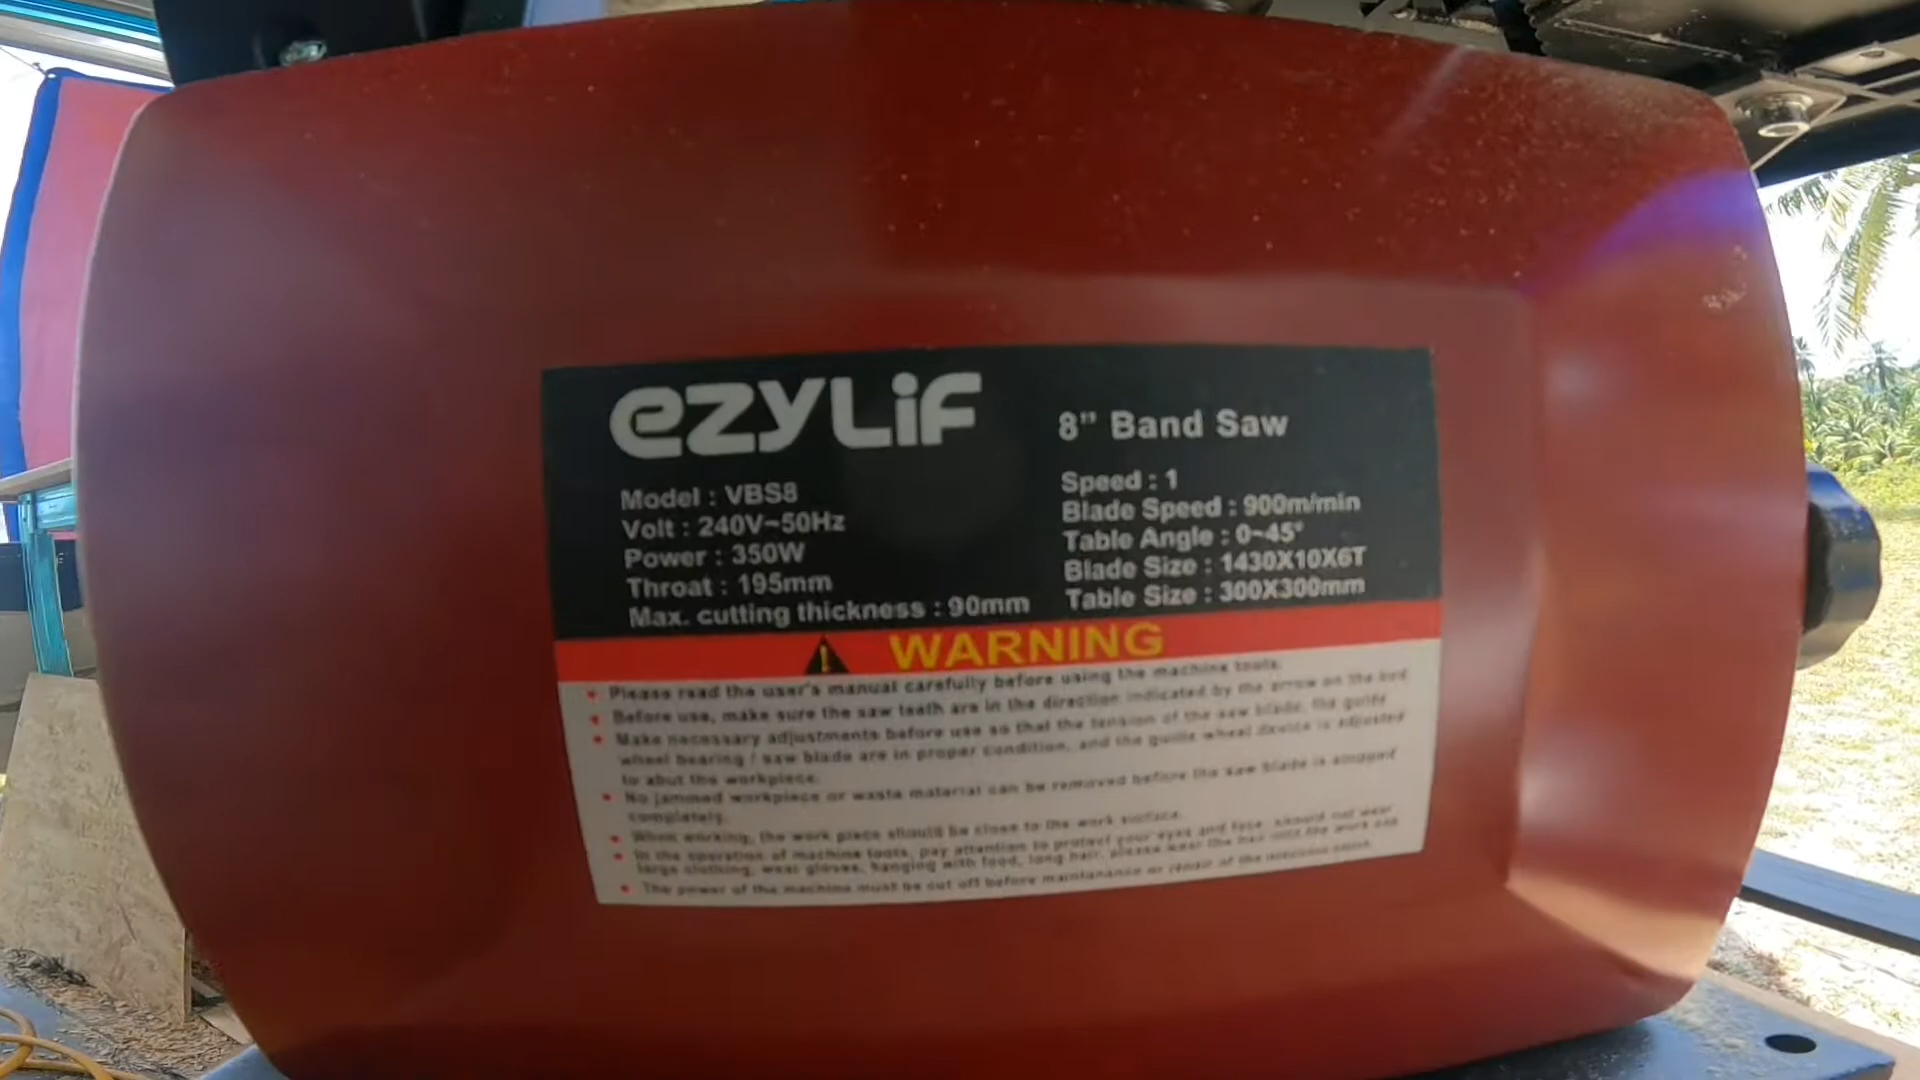 ezylif
8” Band Saw
Model : VBS8
Volt : 240V~50Hz
Power : 350W
Throat : 195mm
Max. cutting thickness : 90mm
Speed : 1
Blade Speed : 900m/min
Table Angle : 0~45°
Blade Size : 1430X10X6T
Table Size : 300X300mm
WARNING
Please read the user's manual carefully before using the machine tools.
Before use, make sure the saw teeth are in the direction indicated by the arrow on the bed
Make necessary adjustments before use so that the tension of the saw blade, the guide
wheel bearing / saw blade are in proper condition, and the guide wheel device is adjusted
to abut the workpiece.
No jammed workpiece or waste material can be removed before the saw blade is stopped
completely.
When working, the work piece should be close to the work surface.
In the operation of machine tools, pay attention to protect your eyes and face, should not wear
large clothing, wear gloves, hanging with food, long hair, please wear the hair until the work cap
The power of the machine must be cut off before maintenance or repair of the machine